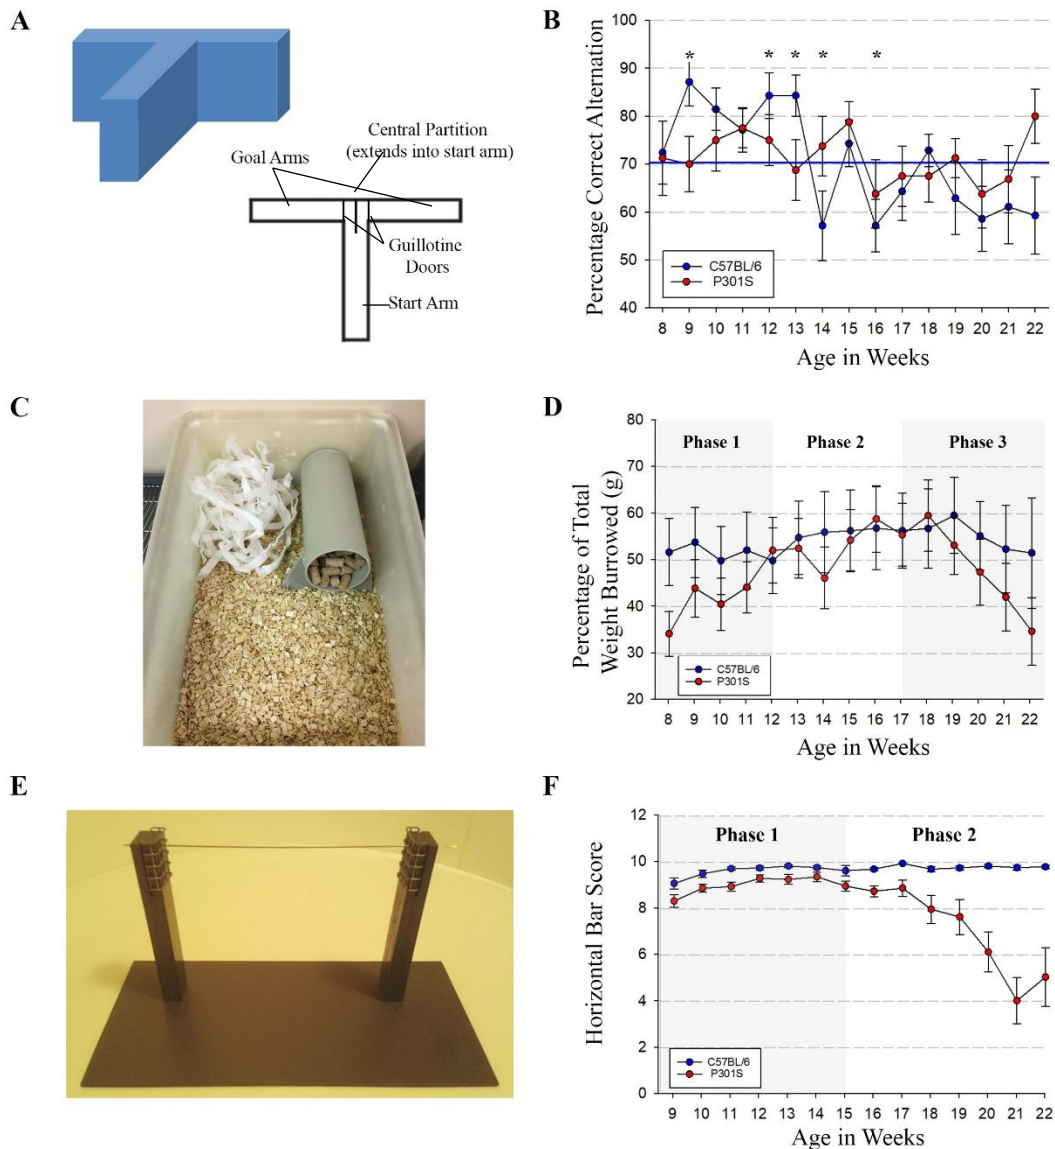 A
Central Partition
(extends into start arm)
Goal Arms
Guillotine
Doors
Start Arm
B
Percentage Correct Alternation
100
90
80
70
60
50
40
* * * * *
C57BL/6
P301S
8 9 10 11 12 13 14 15 16 17 18 19 20 21 22
Age in Weeks
C
D
Percentage of Total
Weight Burrowed (g)
80
70
60
50
40
30
20
Phase 1 Phase 2 Phase 3
C57BL/6
P301S
8 9 10 11 12 13 14 15 16 17 18 19 20 21 22
Age in Weeks
E
F
Horizontal Bar Score
12
10
8
6
4
2
0
Phase 1 Phase 2
C57BL/6
P301S
9 10 11 12 13 14 15 16 17 18 19 20 21 22
Age in Weeks